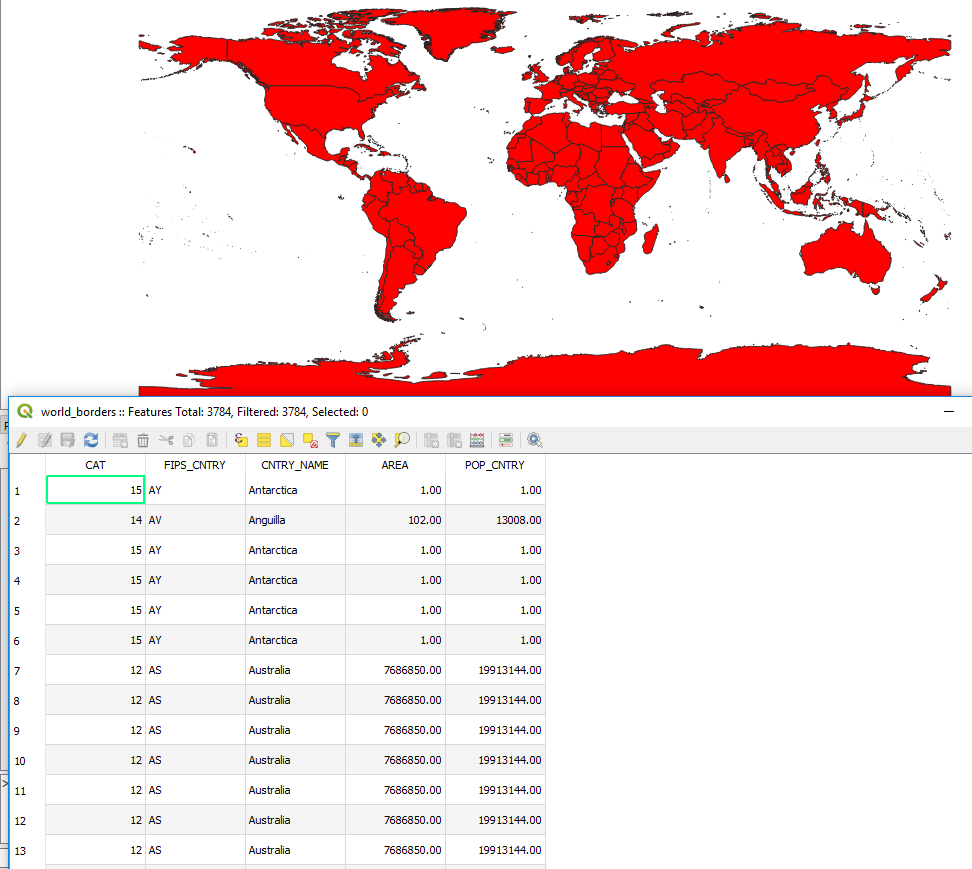 world_borders :: Features Total: 3784, Filtered: 3784, Selected: 0
CAT FIPS_CNTRY CNTRY_NAME AREA POP_CNTRY
1 15 AY Antarctica 1.00 1.00
2 14 AV Anguilla 102.00 13008.00
3 15 AY Antarctica 1.00 1.00
4 15 AY Antarctica 1.00 1.00
5 15 AY Antarctica 1.00 1.00
6 15 AY Antarctica 1.00 1.00
7 12 AS Australia 7686850.00 19913144.00
8 12 AS Australia 7686850.00 19913144.00
9 12 AS Australia 7686850.00 19913144.00
10 12 AS Australia 7686850.00 19913144.00
11 12 AS Australia 7686850.00 19913144.00
12 12 AS Australia 7686850.00 19913144.00
13 12 AS Australia 7686850.00 19913144.00